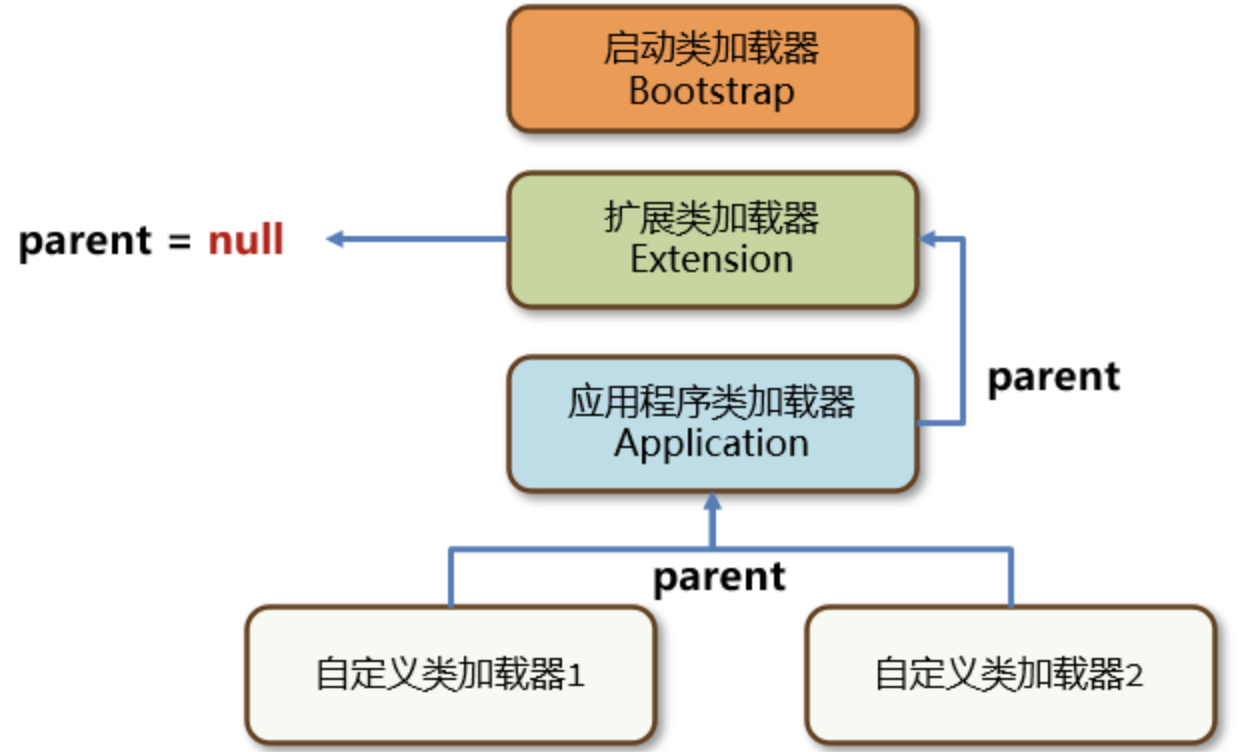 启动类加载器
Bootstrap
扩展类加载器
Extension
parent = null
应用程序类加载器
Application
parent
parent
自定义类加载器1
自定义类加载器2